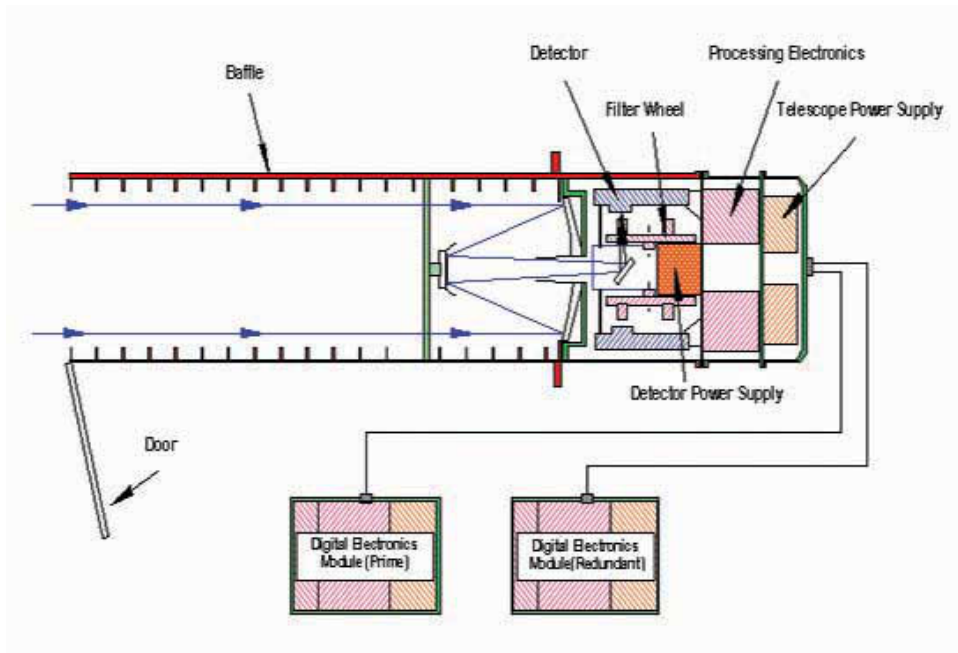 Detector
Processing Electronics
Baffle
Filter Wheel
Telescope Power Supply
Detector Power Supply
Door
Digital Electronics
Module (Prime)
Digital Electronics
Module(Redundant)